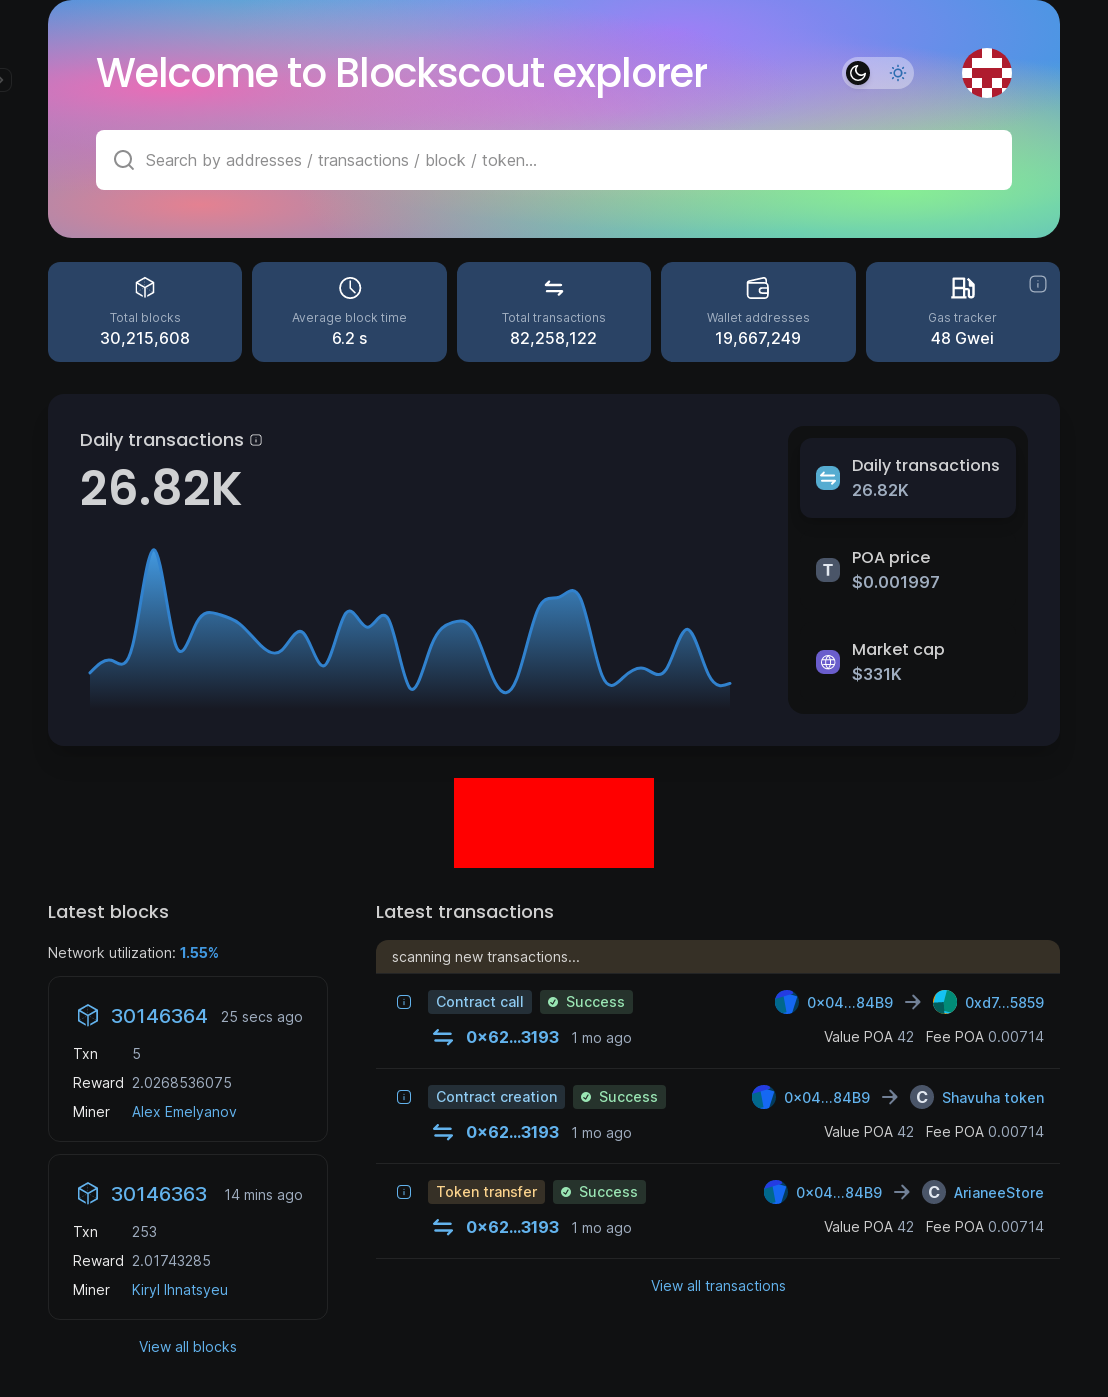 Welcome to Blockscout explorer
Search by addresses / transactions / block / token...
Total blocks
30,215,608
Average block time
6.2 s
Total transactions
82,258,122
Wallet addresses
19,667,249
Gas tracker
48 Gwei
Daily transactions
26.82K
Daily transactions
26.82K
T
POA price
$0.001997
Market cap
$331K
Latest blocks
Network utilization: 1.55%
30146364 25 secs ago
Txn 5
Reward 2.0268536075
Miner Alex Emelyanov
30146363 14 mins ago
Txn 253
Reward 2.01743285
Miner Kiryl Ihnatsyeu
View all blocks
Latest transactions
scanning new transactions...
Contract call Success 0x04...84B9 0xd7...5859
0x62...3193 1 mo ago Value POA 42 Fee POA 0.00714
Contract creation Success 0x04...84B9 C Shavuha token
0x62...3193 1 mo ago Value POA 42 Fee POA 0.00714
Token transfer Success 0x04...84B9 C ArianeeStore
0x62...3193 1 mo ago Value POA 42 Fee POA 0.00714
View all transactions